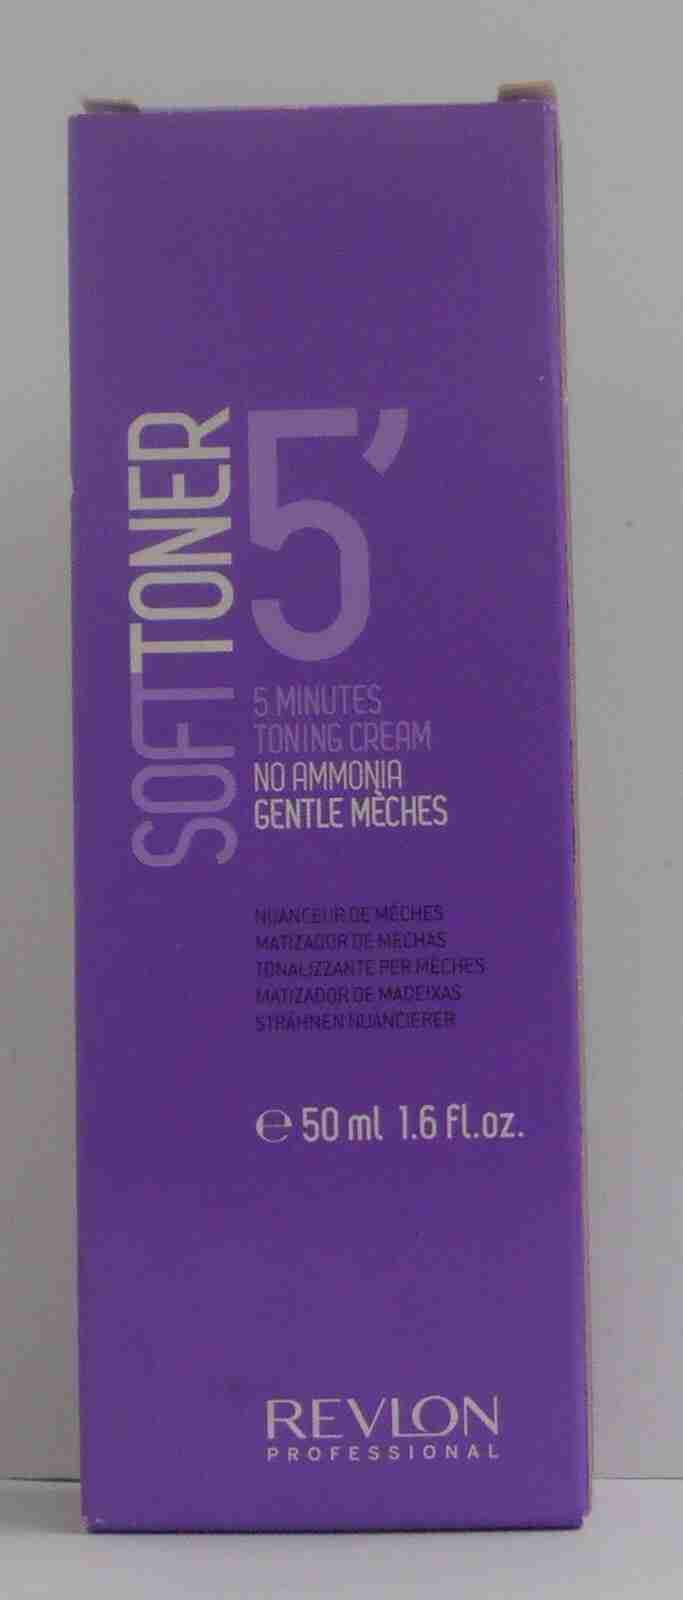 SOFTTONER
5'
5 MINUTES
TONING CREAM
NO AMMONIA
GENTLE MÈCHES
NUANCEUR DE MÈCHES
MATIZADOR DE MECHAS
TONALIZZANTE PER MÈCHES
MATIZADOR DE MADEIXAS
STRÄHNEN NUANCIERER
℮ 50 ml 1.6 fl.oz.
REVLON
PROFESSIONAL